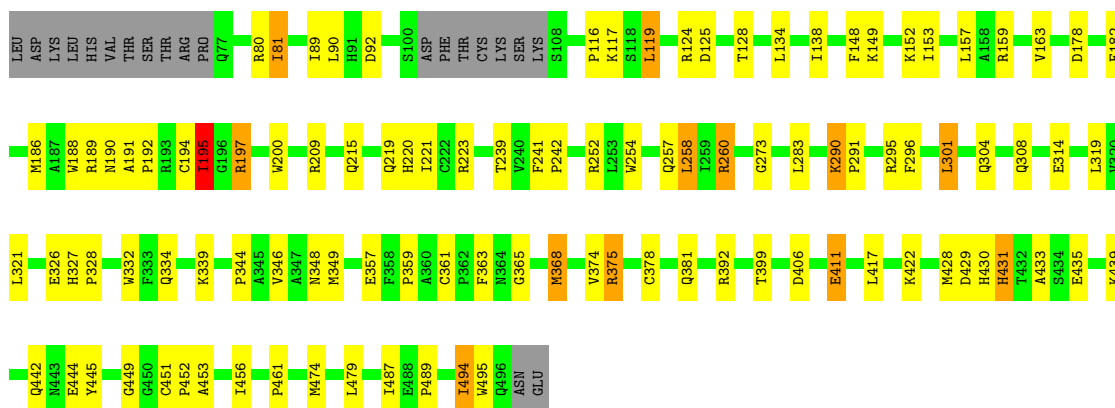 LEU ASP LYS LEU HIS VAL THR SER THR ARG PRO Q77 R80 I81 I89 L90 H91 D92 S100 ASP PHE THR CYS LYS SER LYS S108 P116 K117 S118 L119 R124 D125 T128 L134 I138 F148 K149 K152 I153 L157 A158 R159 V163 D178
M186 A187 W188 R189 N190 A191 P192 R193 C194 I195 G196 R197 W200 R209 Q215 Q219 H220 I221 C222 R223 T239 V240 F241 P242 R252 L253 W254 Q257 L258 I259 R260 G273 L283 K290 P291 R295 F296 L301 Q304 Q308 E314 L319
L321 E326 H327 P328 W332 F333 Q334 K339 P344 A345 V346 A347 N348 M349 E357 F358 P359 A360 C361 P362 F363 N364 G365 M368 V374 R375 C378 Q381 R392 T399 D406 E411 L417 K422 M428 D429 H430 H431 T432 A433 S434 E435
Q442 N443 E444 Y445 G449 G450 C451 P452 A453 I456 P461 M474 L479 I487 E488 P489 I494 W495 Q496 ASN GLU